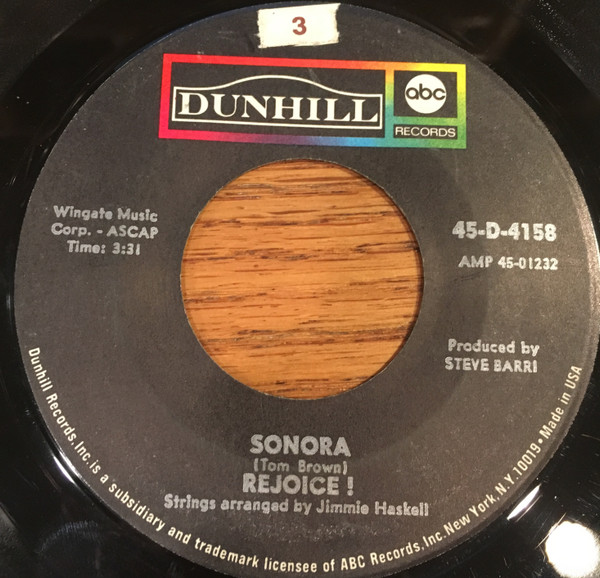 3
DUNHILL
abc
RECORDS
Wingate Music
Corp. - ASCAP
Time: 3:31
45-D-4158
AMP 45-01232
Produced by
STEVE BARRI
SONORA
(Tom Brown)
REJOICE !
Strings arranged by Jimmie Haskell
Dunhill Records, Inc. is a subsidiary and trademark licensee of ABC Records, Inc. New York, N.Y. 10019 • Made in USA